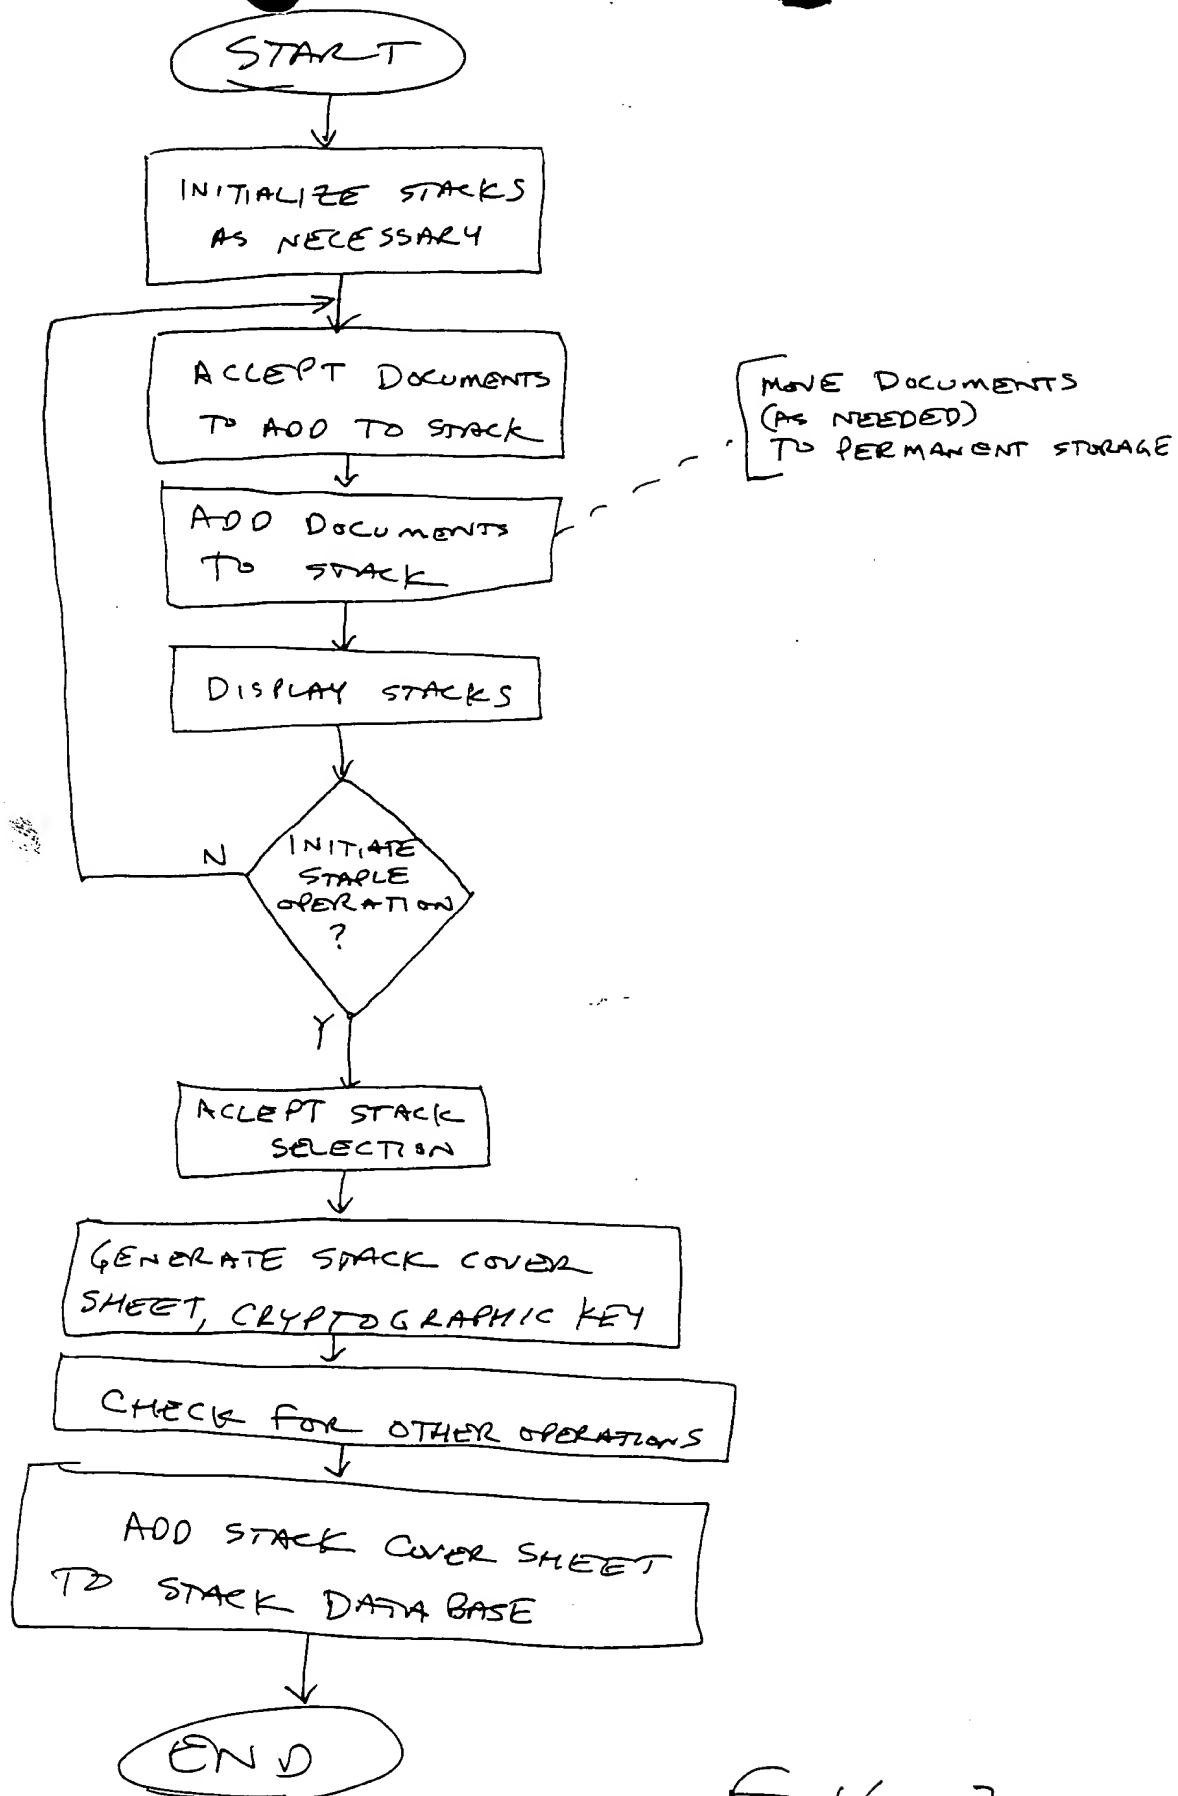 START
INITIALIZE STACKS
AS NECESSARY
ACCEPT DOCUMENTS
TO ADD TO STACK
MOVE DOCUMENTS
(AS NEEDED)
TO PERMANENT STORAGE
ADD DOCUMENTS
TO STACK
DISPLAY STACKS
N
INITIATE
STAPLE
OPERATION
?
Y
ACCEPT STACK
SELECTION
GENERATE STACK COVER
SHEET, CRYPTOGRAPHIC KEY
CHECK FOR OTHER OPERATIONS
ADD STACK COVER SHEET
TO STACK DATABASE
END